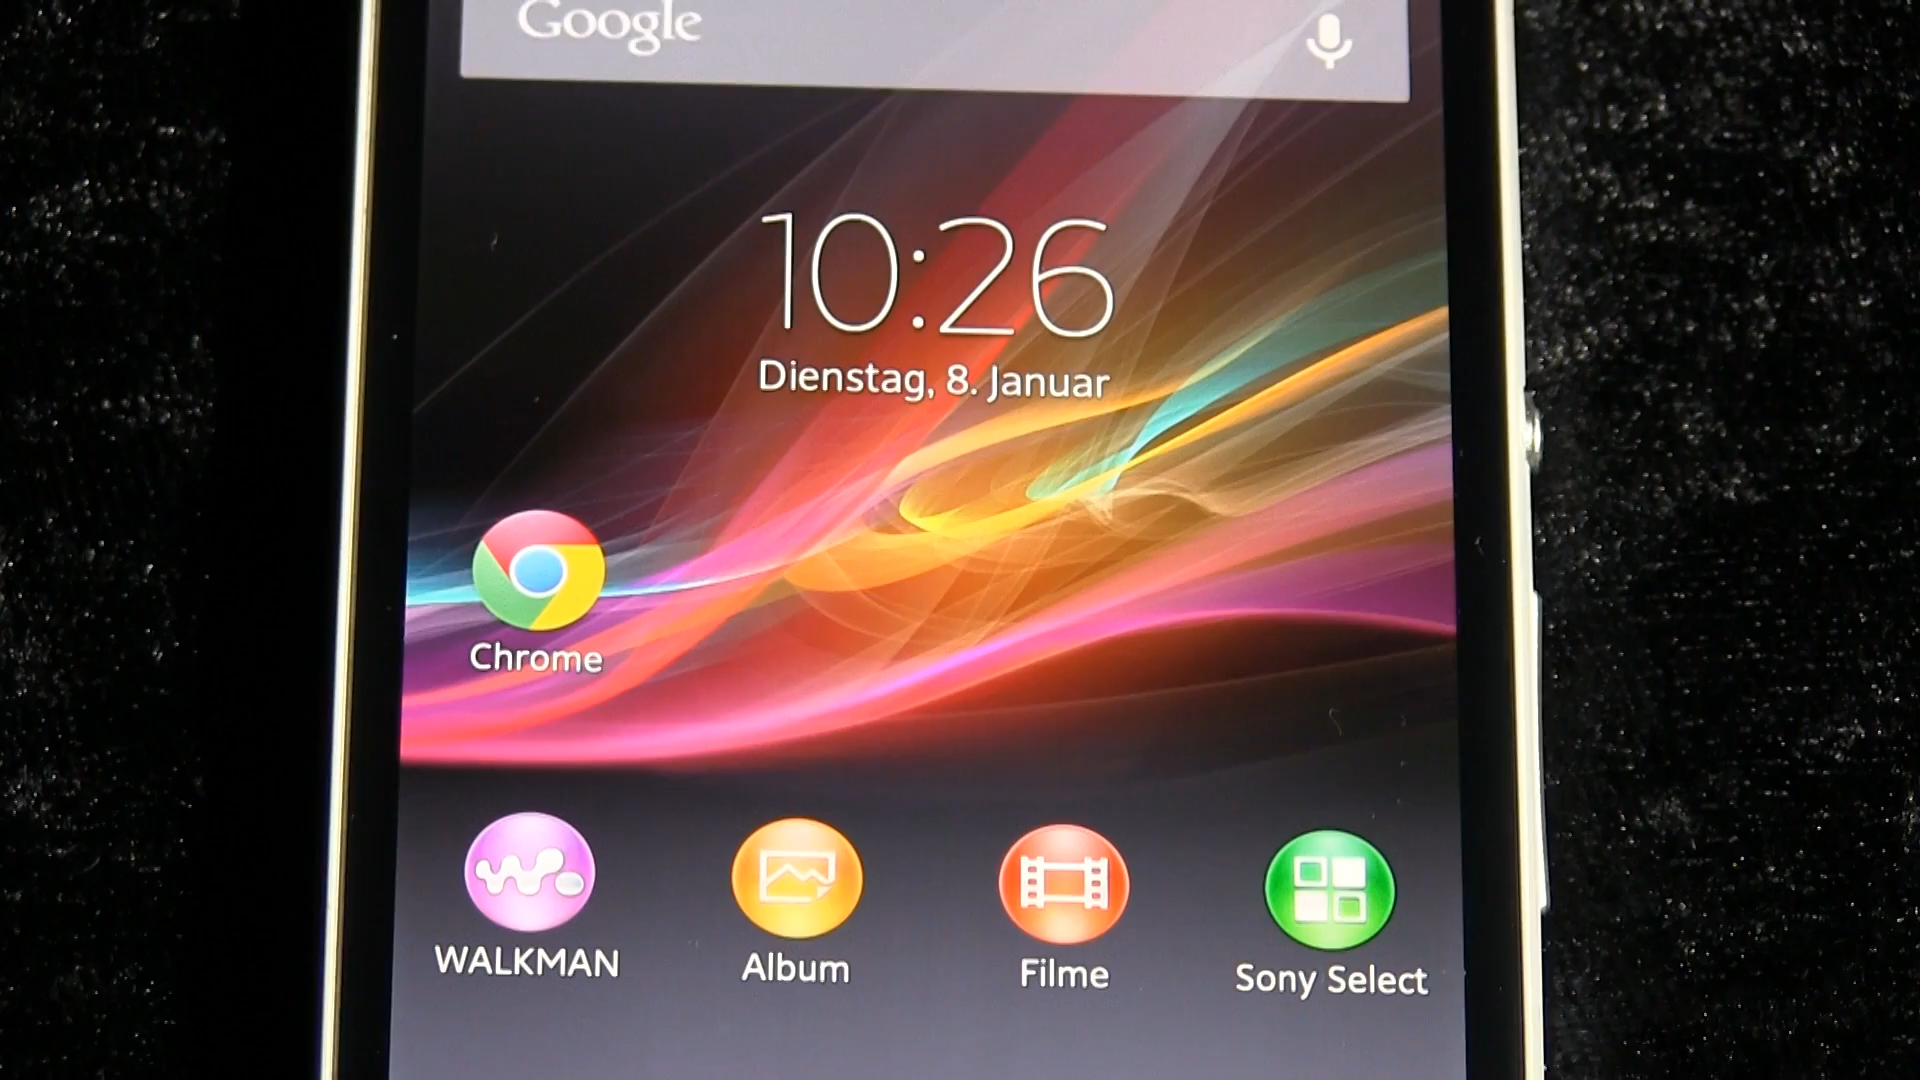 Google
10:26
Dienstag, 8. Januar
Chrome
WALKMAN
Album
Filme
Sony Select